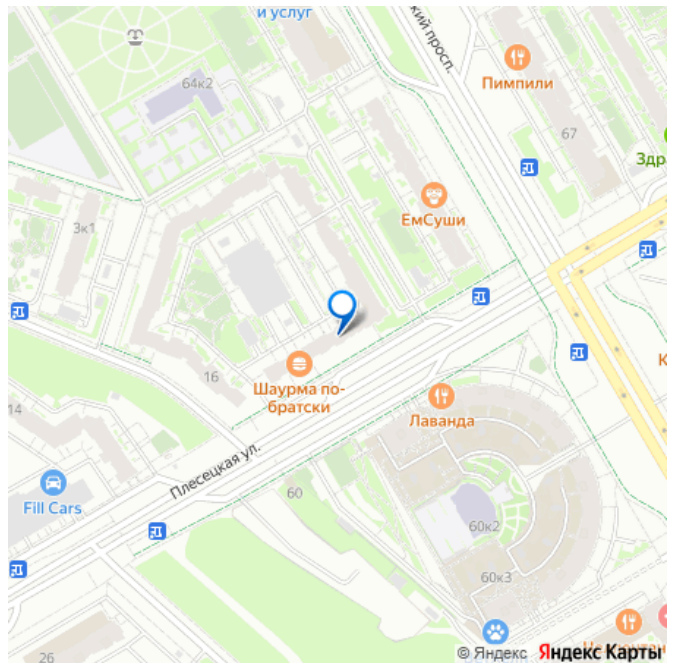 и услуг
кий просп.
Пимпили
64к2
67
Здр
ЕмСуши
3к1
16
Шаурма по-
братски
Лаванда
14
Плесецкая ул.
Fill Cars
60
60к2
60к3
26
© Яндекс Яндекс Карты